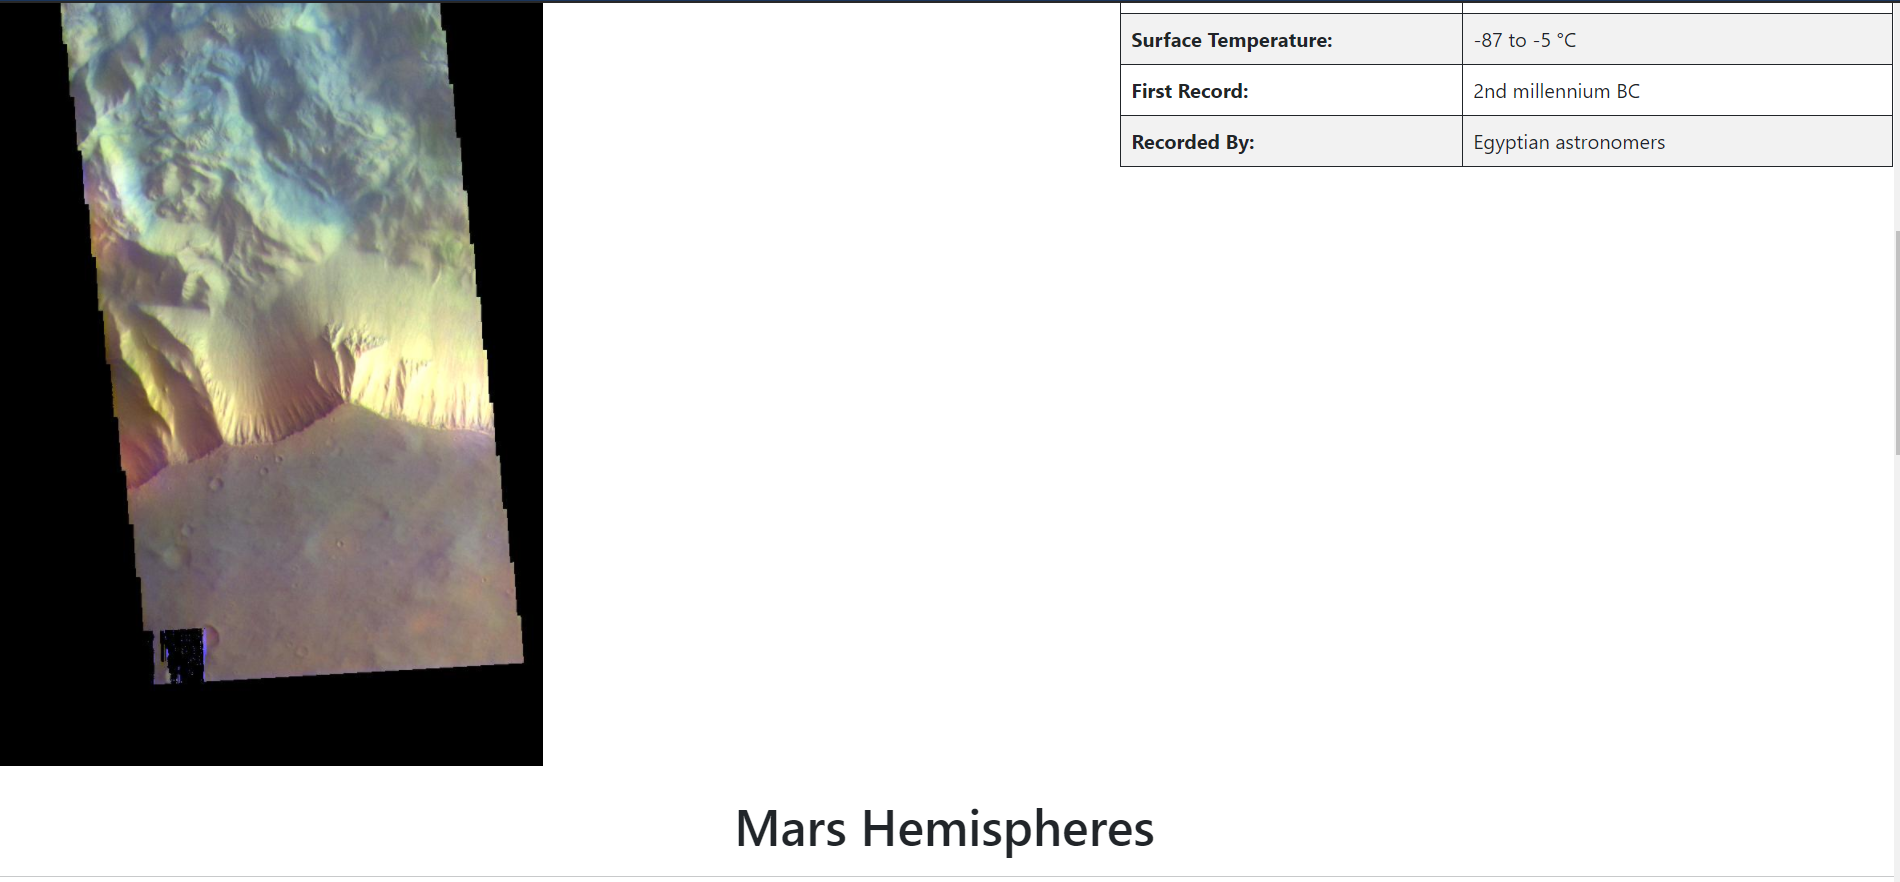 Surface Temperature: -87 to -5 °C
First Record: 2nd millennium BC
Recorded By: Egyptian astronomers
Mars Hemispheres